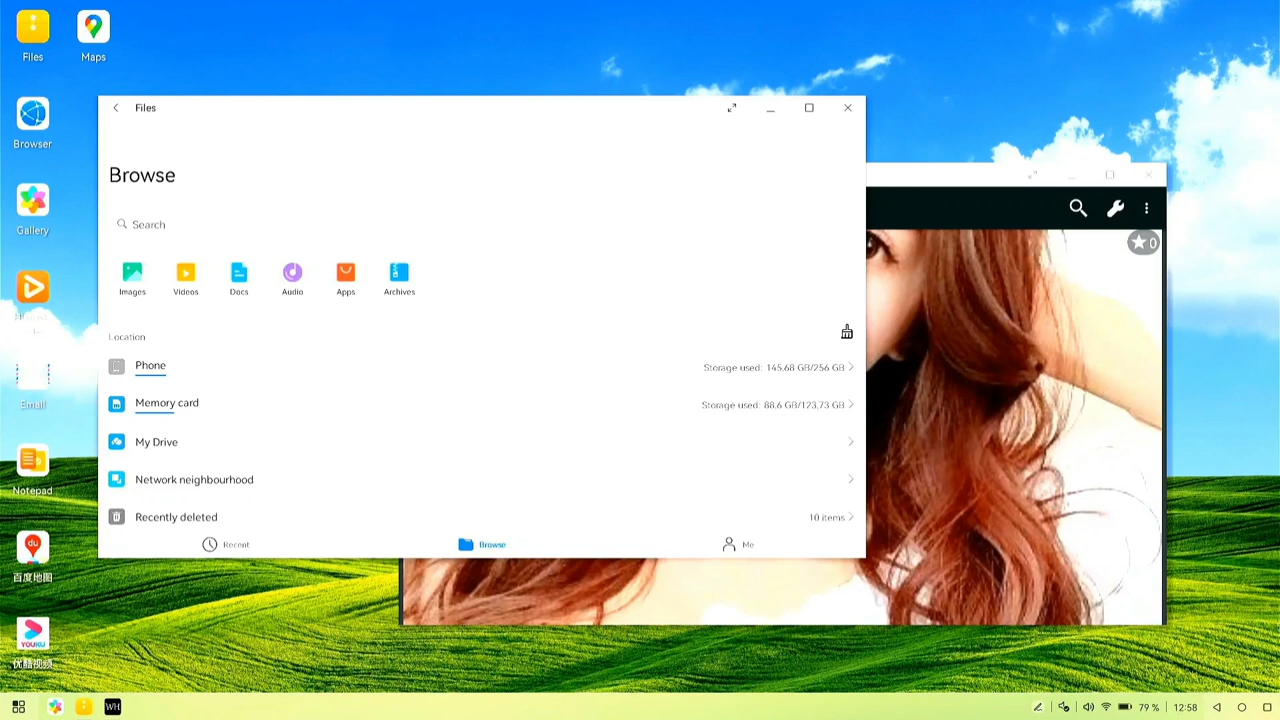 Files
Maps
Browser
Gallery
Email
Notepad
du
百度地图
YOUKU
优酷视频
Files
Browse
Search
Images
Videos
Docs
Audio
Apps
Archives
Location
Phone
Storage used: 145.68 GB/256 GB
Memory card
Storage used: 88.6 GB/123.73 GB
My Drive
Network neighbourhood
Recently deleted
10 items
Recent
Browse
Me
0
WH
79 %
12:58